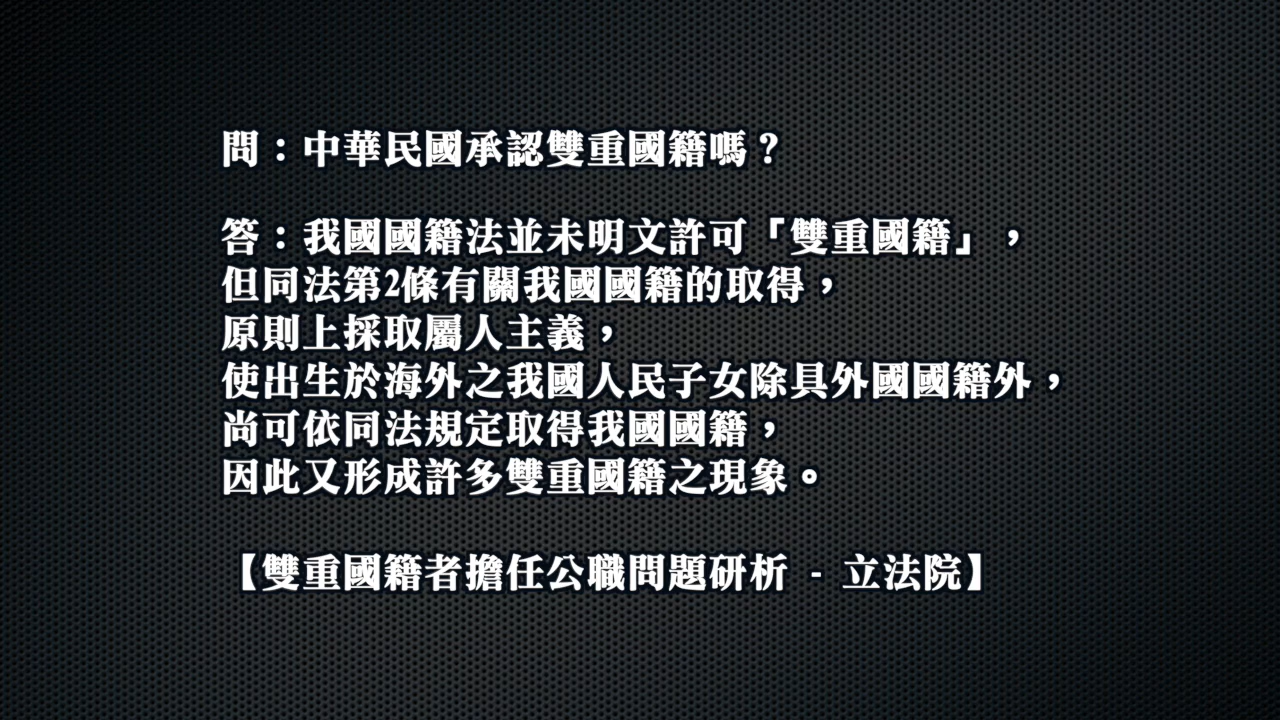 問：中華民國承認雙重國籍嗎？
答：我國國籍法並未明文許可「雙重國籍」，
但同法第2條有關我國國籍的取得，
原則上採取屬人主義，
使出生於海外之我國人民子女除具外國國籍外，
尚可依同法規定取得我國國籍，
因此又形成許多雙重國籍之現象。
【雙重國籍者擔任公職問題研析 - 立法院】